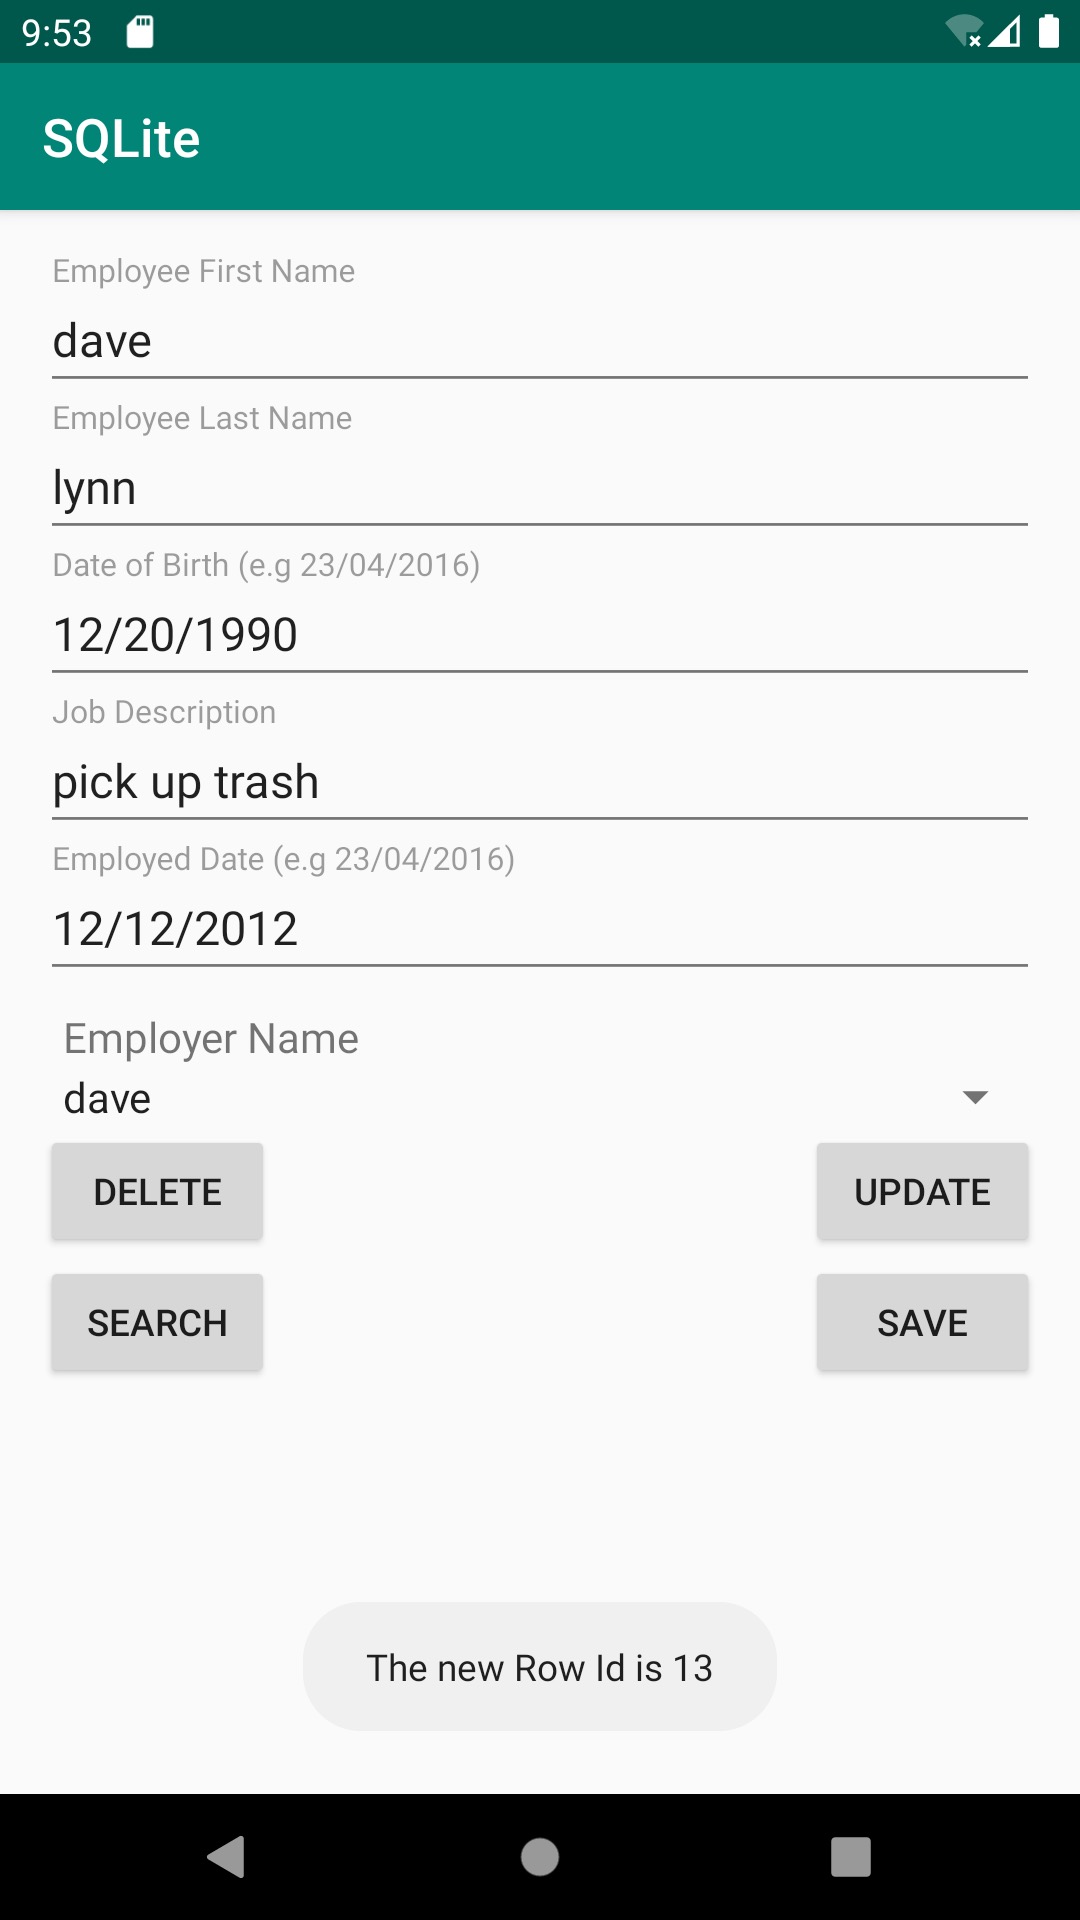 9:53
SQLite
Employee First Name
dave
Employee Last Name
lynn
Date of Birth (e.g 23/04/2016)
12/20/1990
Job Description
pick up trash
Employed Date (e.g 23/04/2016)
12/12/2012
Employer Name
dave
DELETE
UPDATE
SEARCH
SAVE
The new Row Id is 13